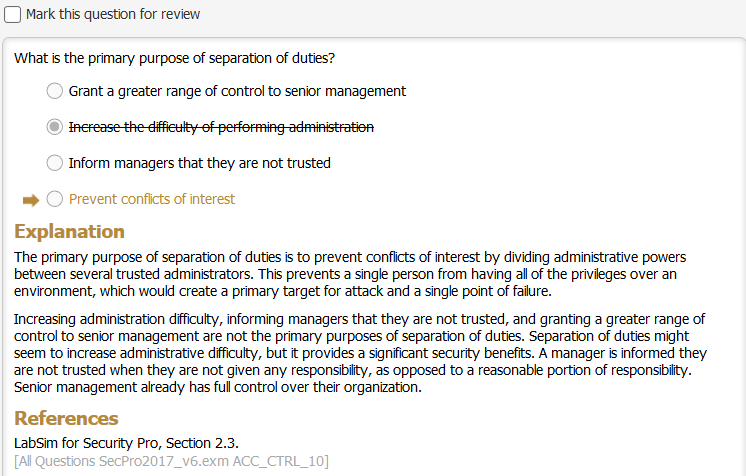 Mark this question for review
What is the primary purpose of separation of duties?
Grant a greater range of control to senior management
Increase the difficulty of performing administration
Inform managers that they are not trusted
Prevent conflicts of interest
Explanation
The primary purpose of separation of duties is to prevent conflicts of interest by dividing administrative powers
between several trusted administrators. This prevents a single person from having all of the privileges over an
environment, which would create a primary target for attack and a single point of failure.
Increasing administration difficulty, informing managers that they are not trusted, and granting a greater range of
control to senior management are not the primary purposes of separation of duties. Separation of duties might
seem to increase administrative difficulty, but it provides a significant security benefits. A manager is informed they
are not trusted when they are not given any responsibility, as opposed to a reasonable portion of responsibility.
Senior management already has full control over their organization.
References
LabSim for Security Pro, Section 2.3.
[All Questions SecPro2017_v6.exm ACC_CTRL_10]